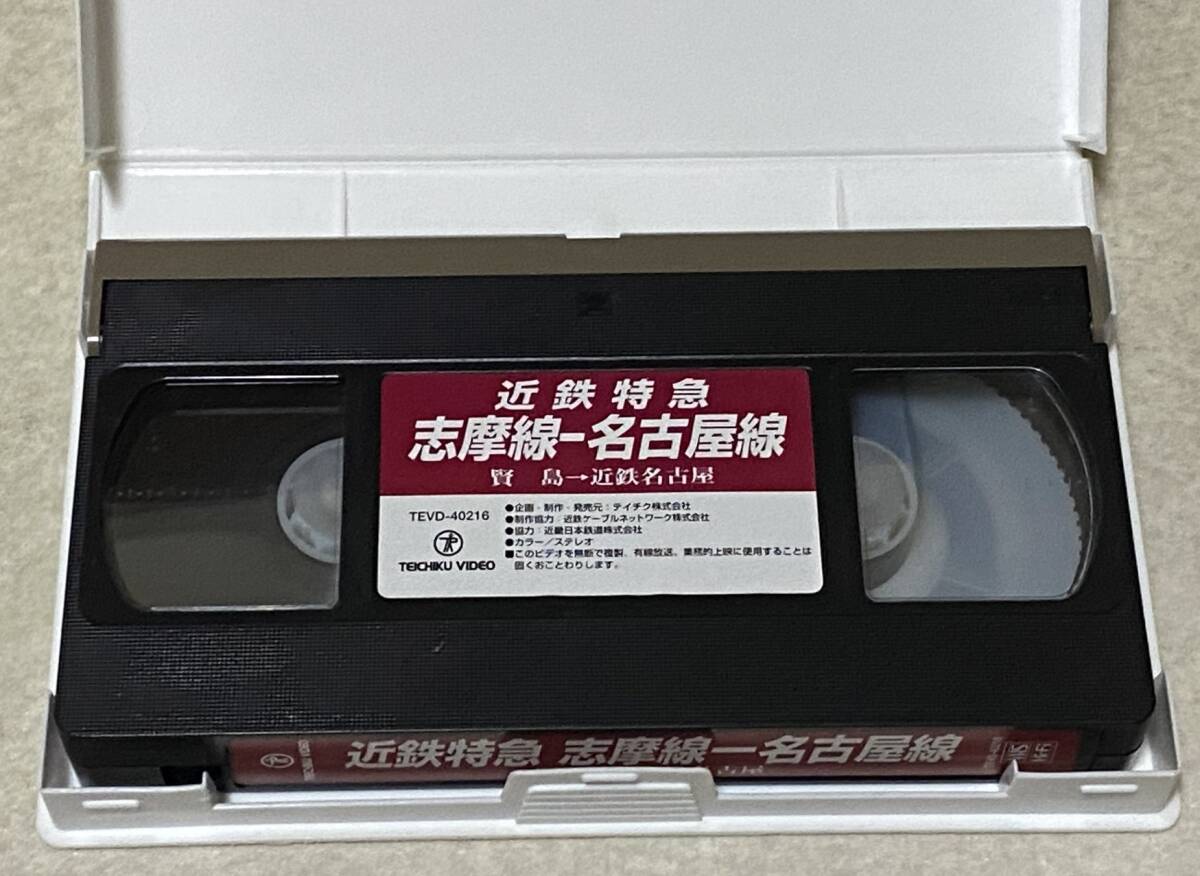 近鉄特急
志摩線ー名古屋線
賢 島→近鉄名古屋
TEVD-40216
TEICHIKU VIDEO
●企画・制作・発売元：テイチク株式会社
●制作協力：近鉄ケーブルネットワーク株式会社
●協力：近畿日本鉄道株式会社
●カラー／ステレオ
■このビデオを無断で複製、有線放送、業務的上映に使用することは
固くおことわりします。
TEICHIKU VIDEO
近鉄特急 志摩線ー名古屋線
VHS